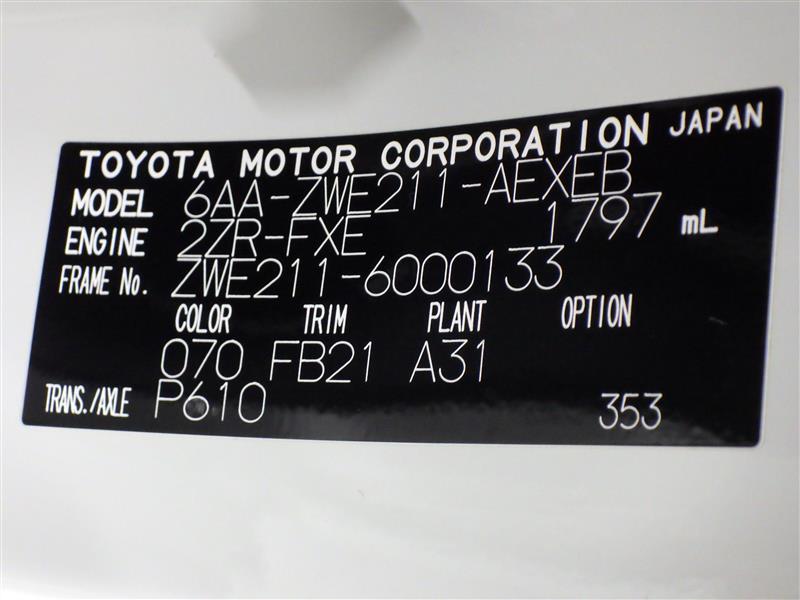 TOYOTA MOTOR CORPORATION JAPAN
MODEL 6AA-ZWE211-AEXEB
ENGINE 2ZR-FXE 1797 mL
FRAME No. ZWE211-6000133
COLOR TRIM PLANT OPTION
070 FB21 A31
TRANS./AXLE P610 353